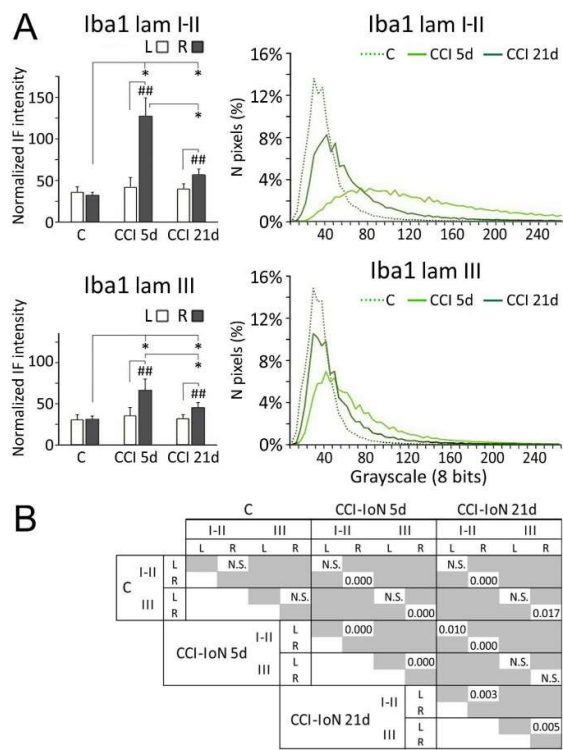 A
Iba1 lam I-II
L R
Normalized IF intensity
150
100
50
0
* *
##
*
##
C CCI 5d CCI 21d
Iba1 lam I-II
C CCI 5d CCI 21d
N pixels (%)
16%
12%
8%
4%
0%
40 80 120 160 200 240
Iba1 lam III
L R
Normalized IF intensity
100
50
0
* *
*
##
##
C CCI 5d CCI 21d
Iba1 lam III
C CCI 5d CCI 21d
N pixels (%)
16%
12%
8%
4%
0%
40 80 120 160 200 240
Grayscale (8 bits)
B
C CCI-IoN 5d CCI-IoN 21d
I-II III I-II III I-II III
L R L R L R L R L R L R
C I-II L N.S. N.S. N.S.
R 0.000 0.000
III L N.S. N.S. N.S.
R 0.000 0.017
CCI-IoN 5d I-II L 0.000 0.010
R 0.000
III L 0.000 N.S.
R N.S.
CCI-IoN 21d I-II L 0.003
R
III L 0.005
R